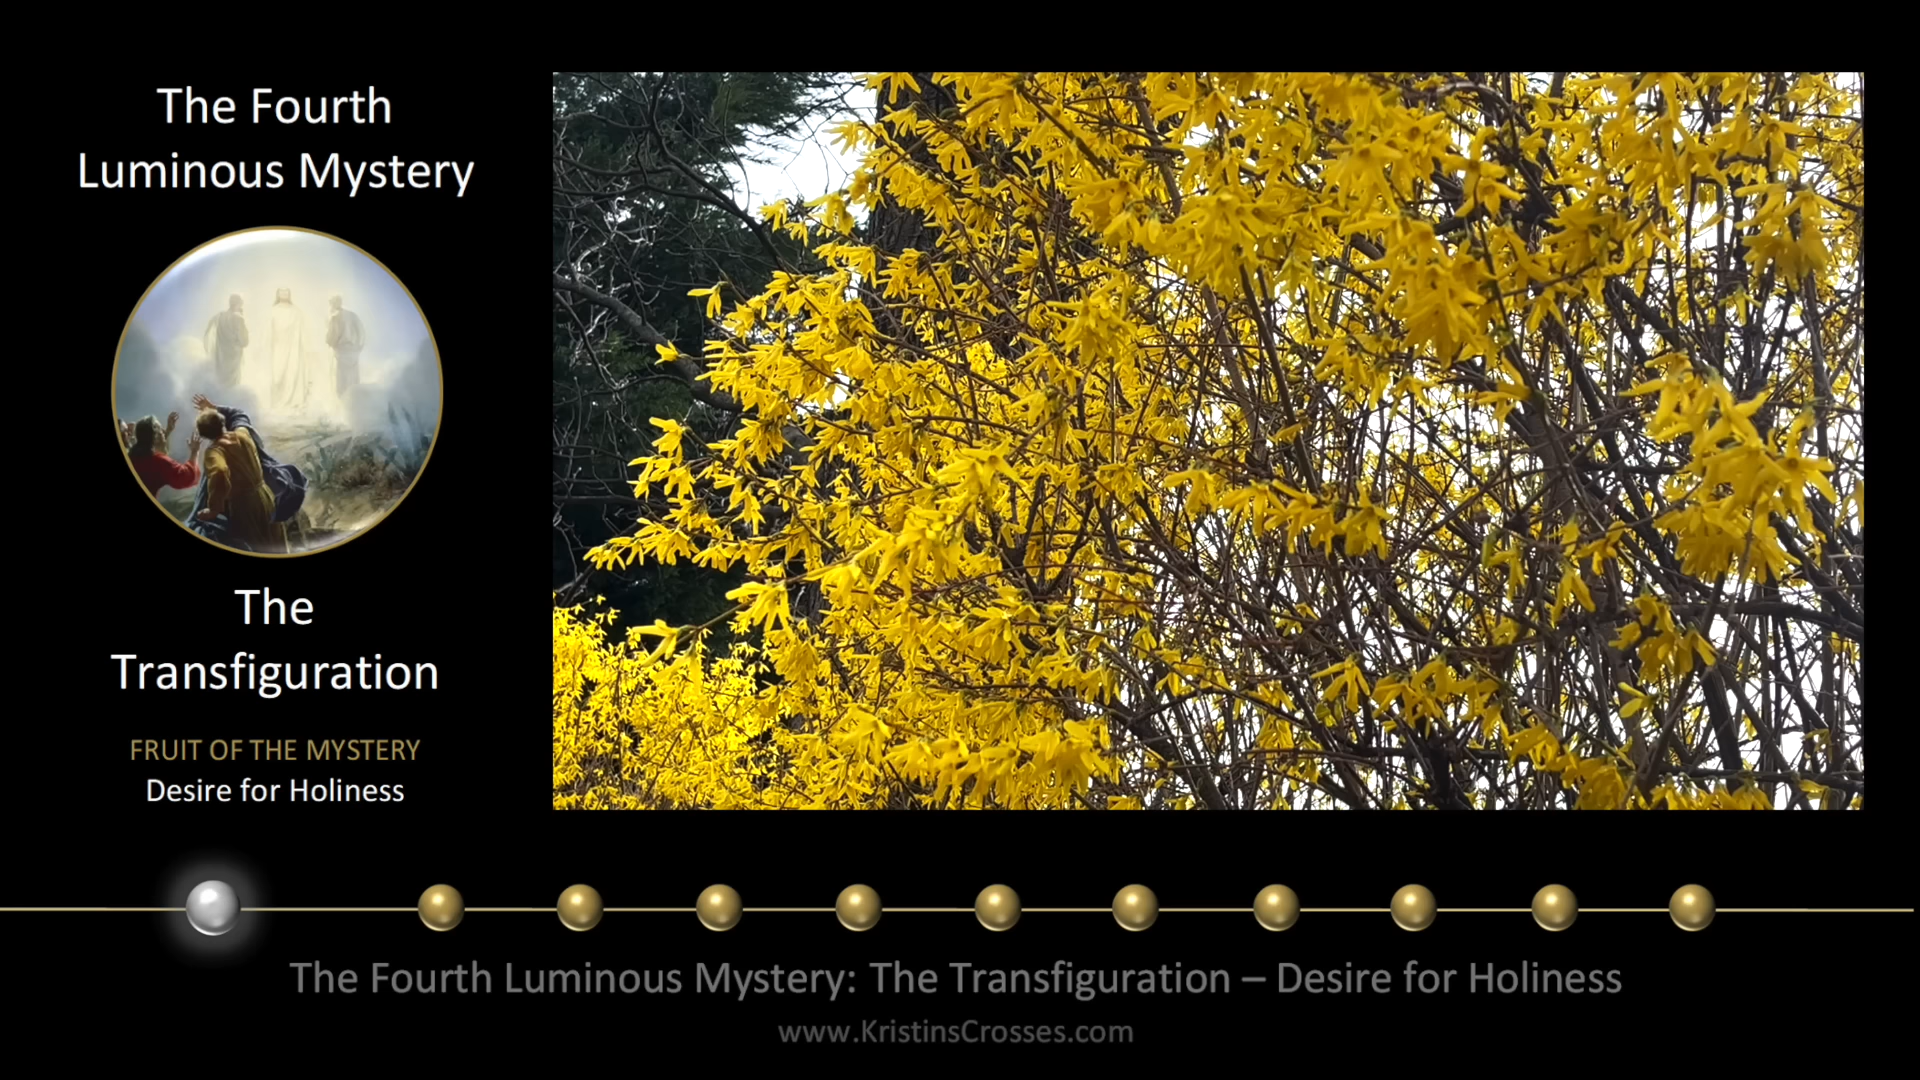 The Fourth
Luminous Mystery
The
Transfiguration
FRUIT OF THE MYSTERY
Desire for Holiness
The Fourth Luminous Mystery: The Transfiguration – Desire for Holiness
www.KristinsCrosses.com